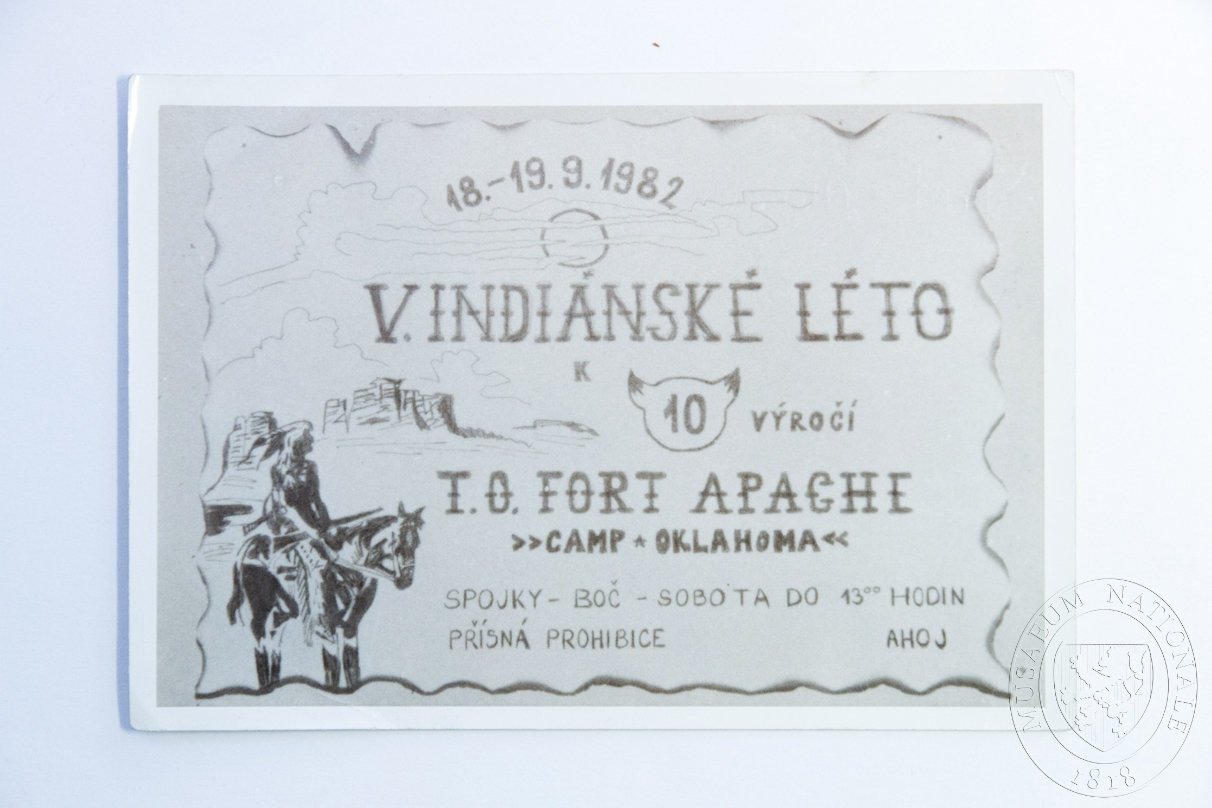 18.-19.9.1982
V. INDIÁNSKÉ LÉTO
K
10 VÝROČÍ
T.O. FORT APACHE
>>CAMP ★ OKLAHOMA<<
SPOJKY - BOČ - SOBOTA DO 13⁰⁰ HODIN
PŘÍSNÁ PROHIBICE AHOJ
MUSAEUM NATIONALE
1818